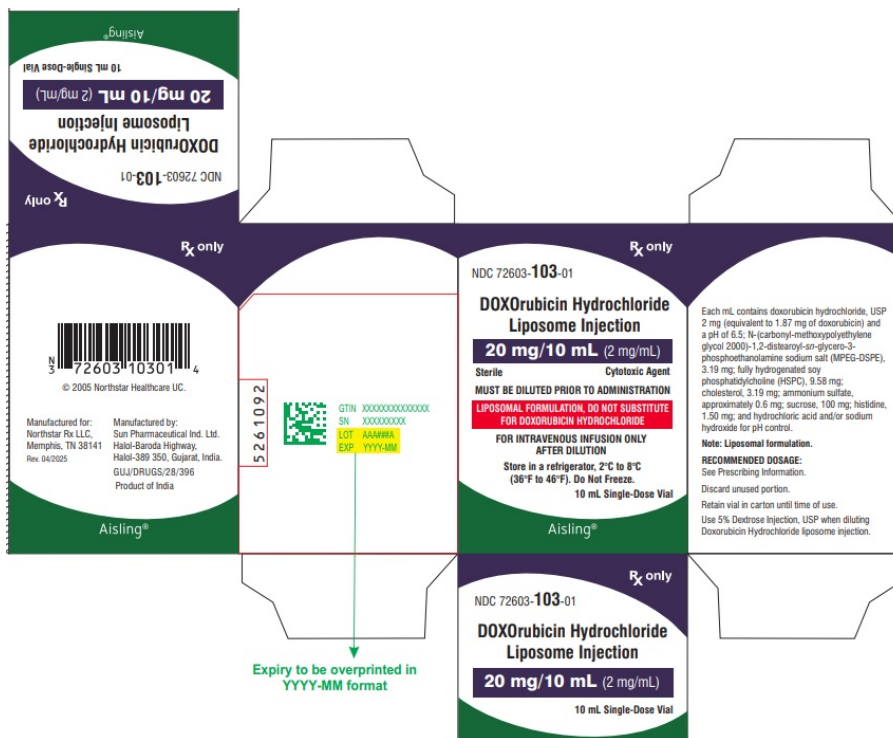 Aisling®
10 mL Single-Dose Vial
20 mg/10 mL (2 mg/mL)
Liposome Injection
DOXOrubicin Hydrochloride
NDC 72603-103-01
Rx only
Rx only
N
3
72603 10301 4
© 2005 Northstar Healthcare UC.
Manufactured for:
Northstar Rx LLC,
Memphis, TN 38141
Rev. 04/2025
Manufactured by:
Sun Pharmaceutical Ind. Ltd.
Halol-Baroda Highway,
Halol-389 350, Gujarat, India.
GUJ/DRUGS/28/396
Product of India
Aisling®
5261092
GTIN XXXXXXXXXXXXXX
SN XXXXXXXXX
LOT AAA###A
EXP YYYY-MM
Expiry to be overprinted in
YYYY-MM format
Rx only
NDC 72603-103-01
DOXOrubicin Hydrochloride
Liposome Injection
20 mg/10 mL (2 mg/mL)
Sterile Cytotoxic Agent
MUST BE DILUTED PRIOR TO ADMINISTRATION
LIPOSOMAL FORMULATION, DO NOT SUBSTITUTE
FOR DOXORUBICIN HYDROCHLORIDE
FOR INTRAVENOUS INFUSION ONLY
AFTER DILUTION
Store in a refrigerator, 2°C to 8°C
(36°F to 46°F). Do Not Freeze.
10 mL Single-Dose Vial
Aisling®
Each mL contains doxorubicin hydrochloride, USP
2 mg (equivalent to 1.87 mg of doxorubicin) and
a pH of 6.5; N-(carbonyl-methoxypolyethylene
glycol 2000)-1,2-distearoyl-sn-glycero-3-
phosphoethanolamine sodium salt (MPEG-DSPE),
3.19 mg; fully hydrogenated soy
phosphatidylcholine (HSPC), 9.58 mg;
cholesterol, 3.19 mg; ammonium sulfate,
approximately 0.6 mg; sucrose, 100 mg; histidine,
1.50 mg; and hydrochloric acid and/or sodium
hydroxide for pH control.
Note: Liposomal formulation.
RECOMMENDED DOSAGE:
See Prescribing Information.
Discard unused portion.
Retain vial in carton until time of use.
Use 5% Dextrose Injection, USP when diluting
Doxorubicin Hydrochloride liposome injection.
Rx only
NDC 72603-103-01
DOXOrubicin Hydrochloride
Liposome Injection
20 mg/10 mL (2 mg/mL)
10 mL Single-Dose Vial